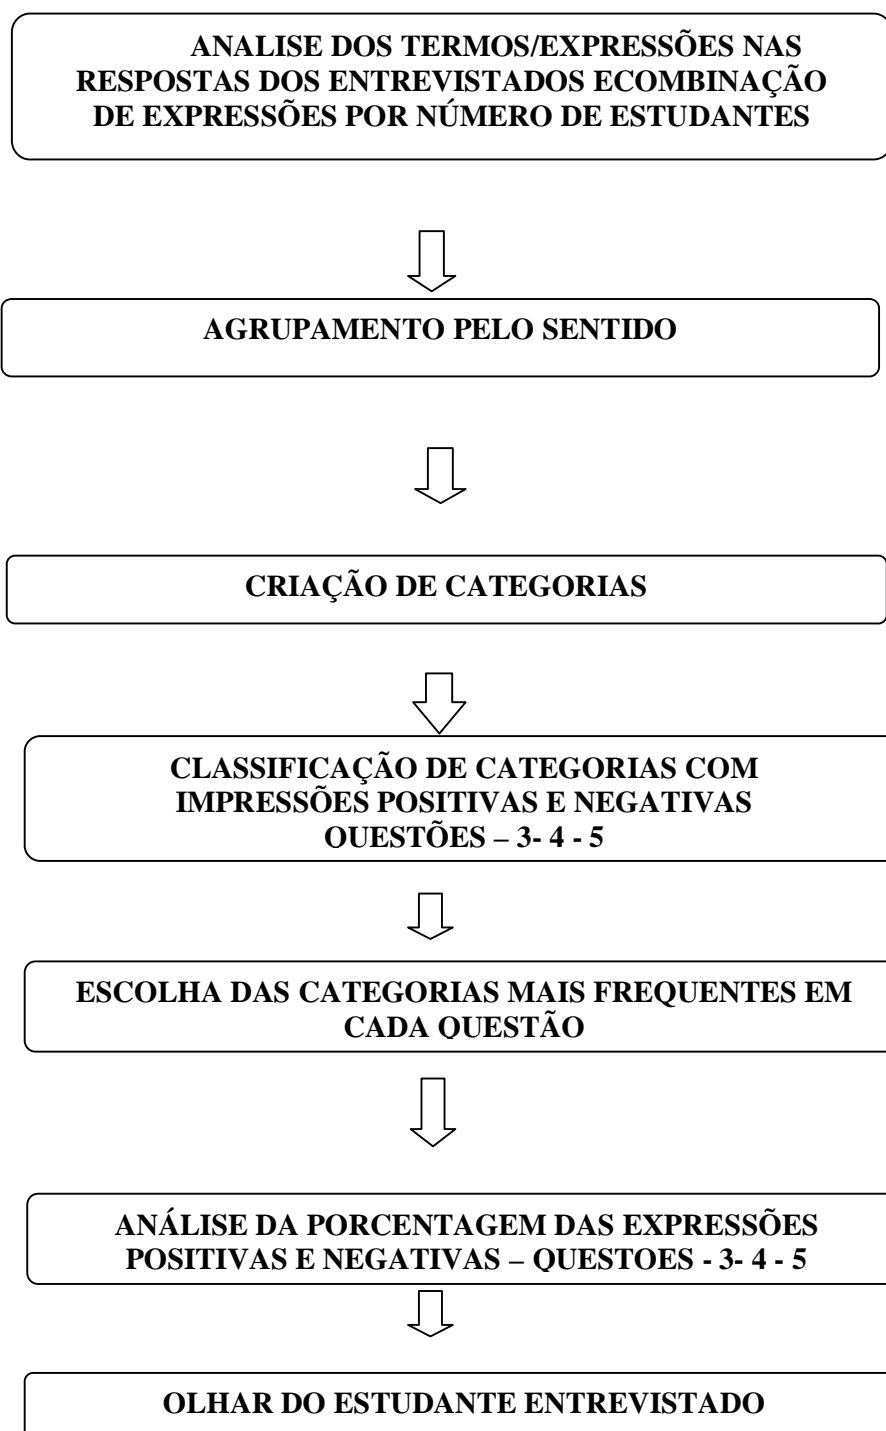 ANALISE DOS TERMOS/EXPRESSÕES NAS
RESPOSTAS DOS ENTREVISTADOS ECOMBINAÇÃO
DE EXPRESSÕES POR NÚMERO DE ESTUDANTES
AGRUPAMENTO PELO SENTIDO
CRIAÇÃO DE CATEGORIAS
CLASSIFICAÇÃO DE CATEGORIAS COM
IMPRESSÕES POSITIVAS E NEGATIVAS
QUESTÕES – 3- 4 - 5
ESCOLHA DAS CATEGORIAS MAIS FREQUENTES EM
CADA QUESTÃO
ANÁLISE DA PORCENTAGEM DAS EXPRESSÕES
POSITIVAS E NEGATIVAS – QUESTOES - 3- 4 - 5
OLHAR DO ESTUDANTE ENTREVISTADO